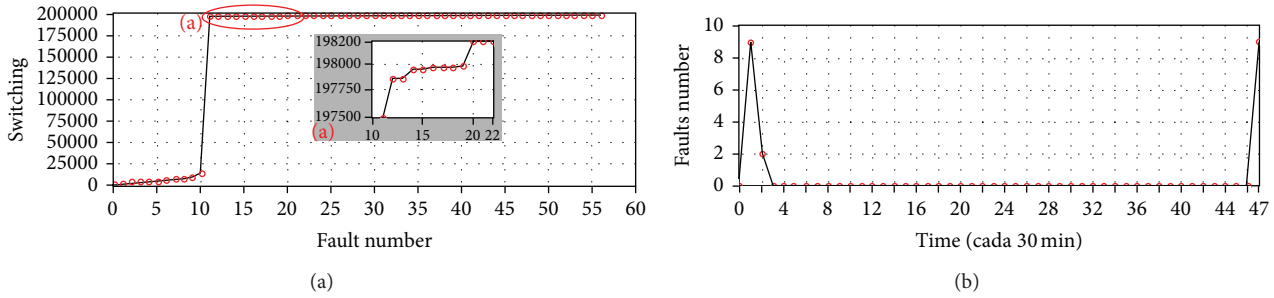 200000
175000
150000
125000
100000
75000
50000
25000
0
Switching
(a)
198200
198000
197750
197500
10 15 20 22
(a)
0 5 10 15 20 25 30 35 40 45 50 55 60
Fault number
(a)
10
8
6
4
2
0
Faults number
0 4 8 12 16 20 24 28 32 36 40 44 47
Time (cada 30 min)
(b)